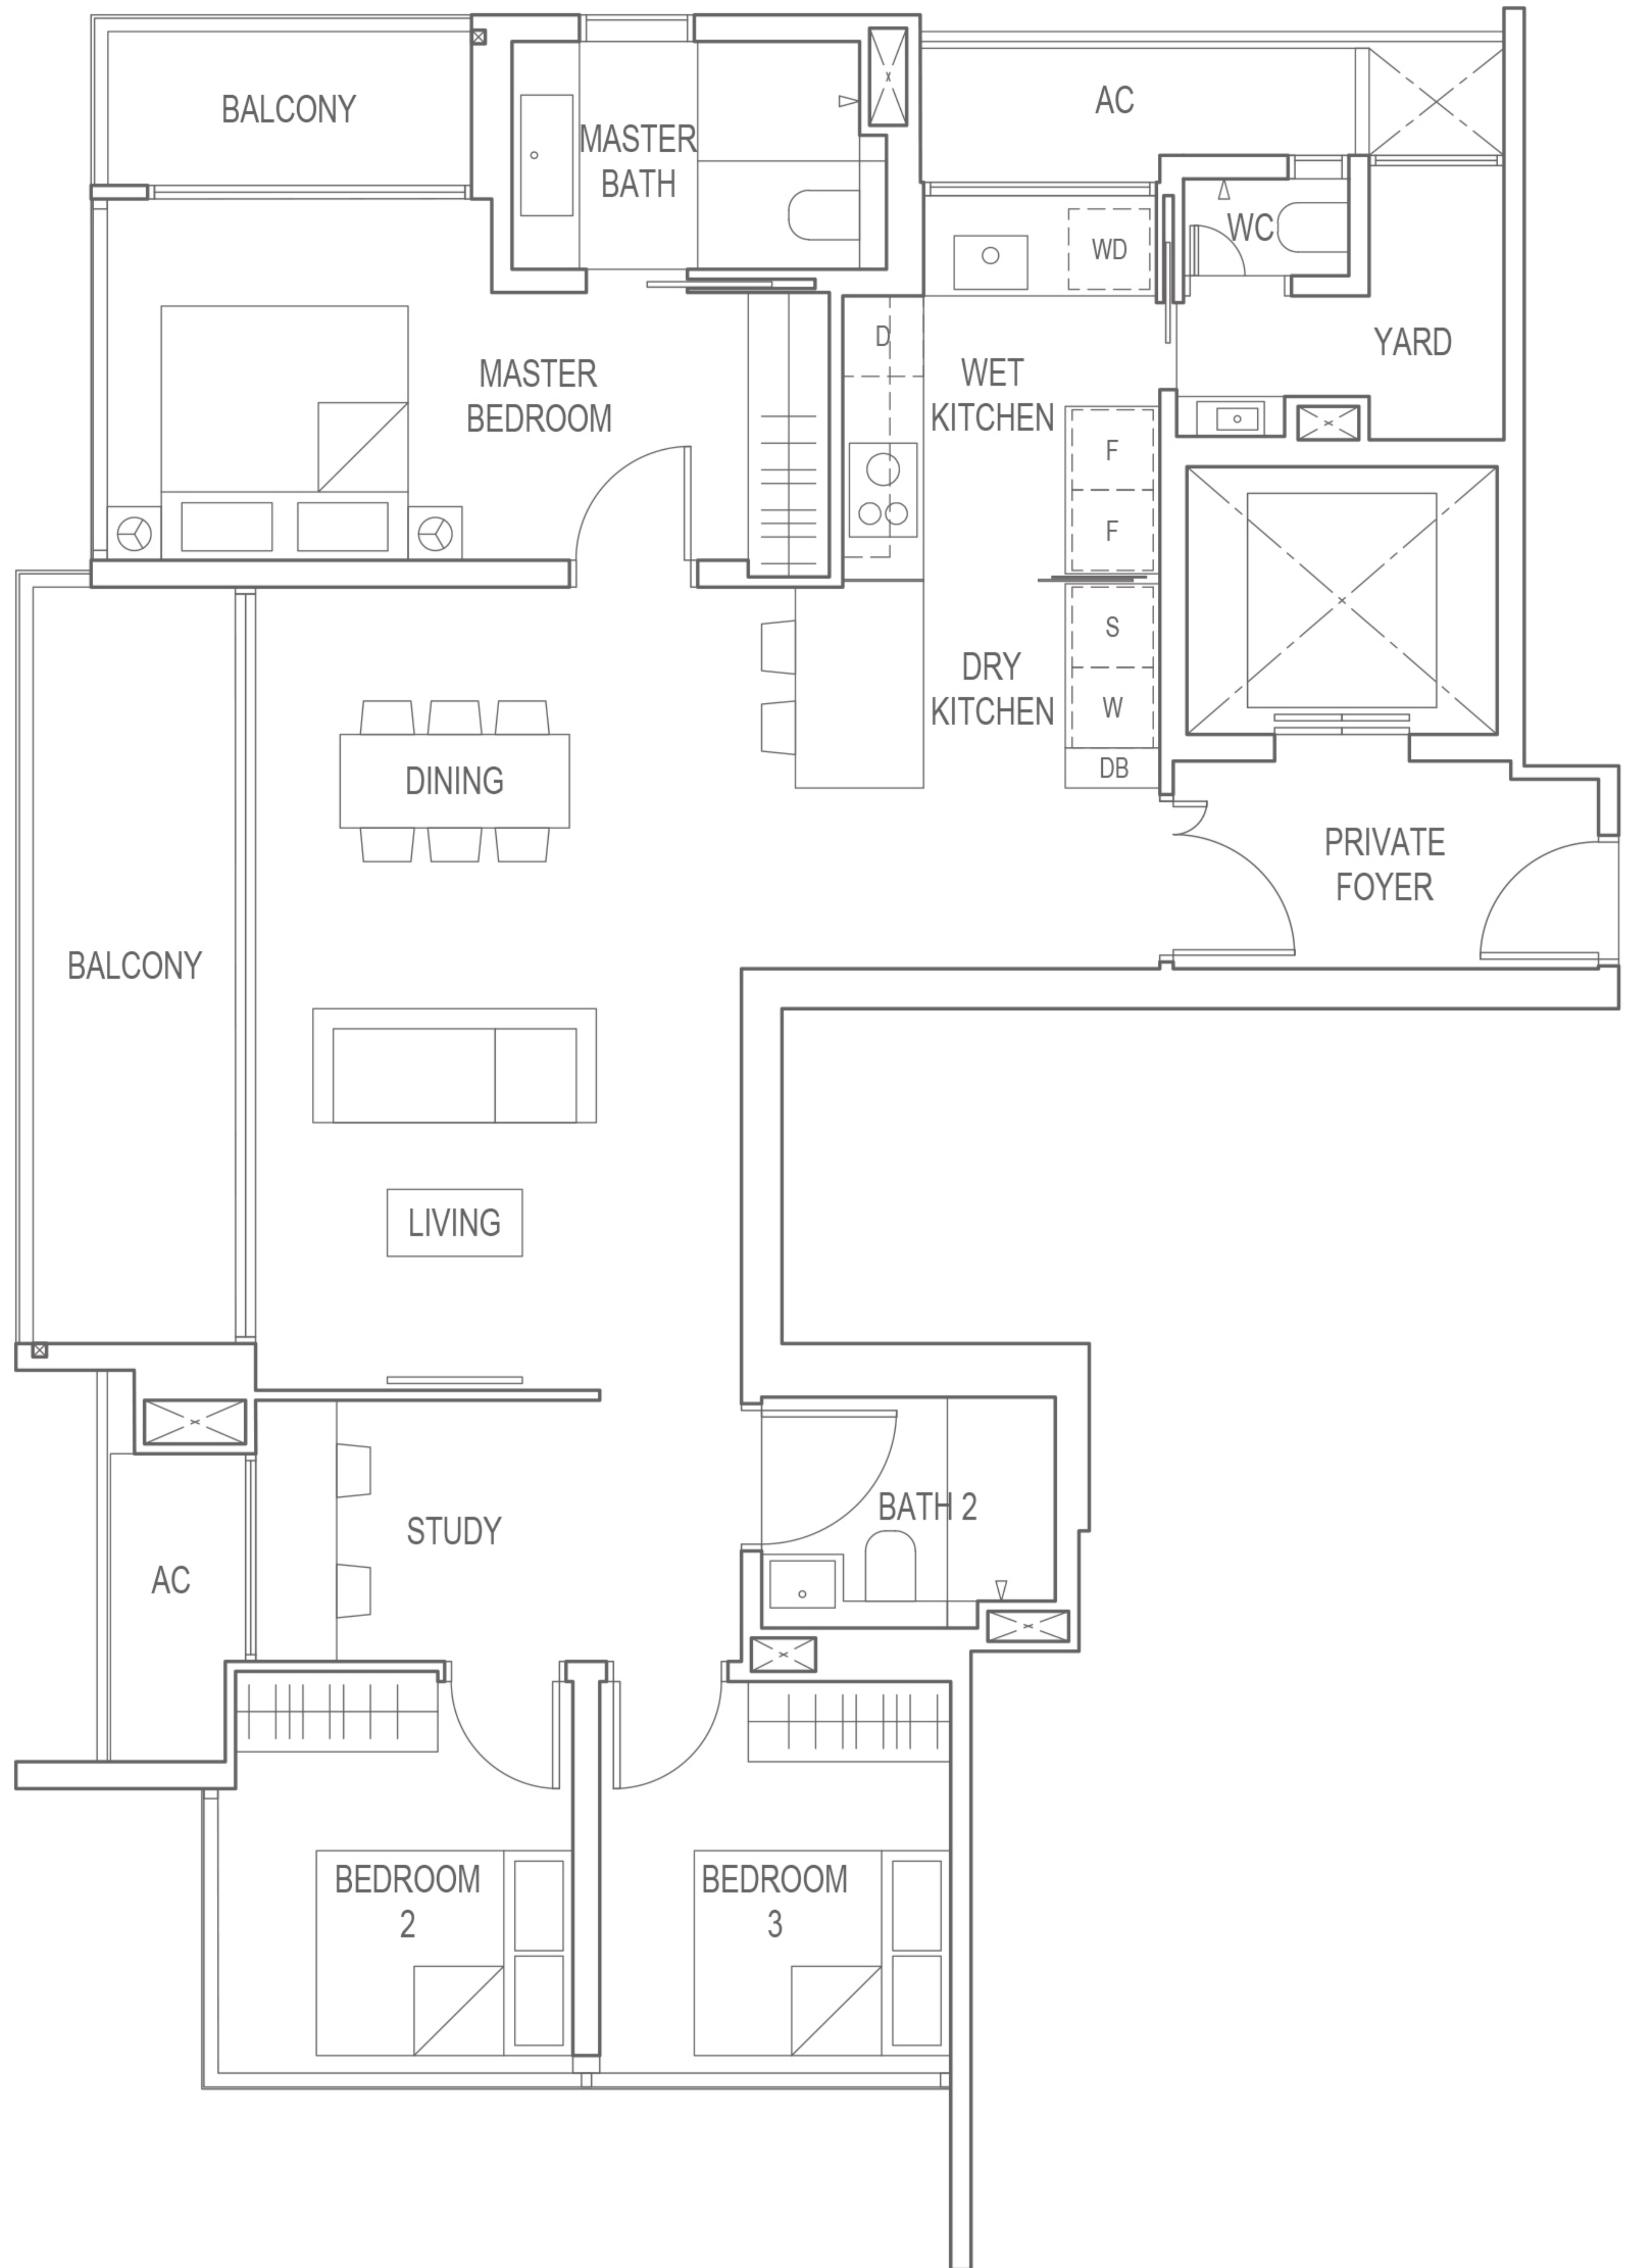 BALCONY
MASTER
BATH
AC
WC
WD
YARD
D
WET
KITCHEN
MASTER
BEDROOM
F
F
S
DRY
KITCHEN
W
DB
DINING
PRIVATE
FOYER
BALCONY
LIVING
BATH 2
STUDY
AC
BEDROOM
2
BEDROOM
3